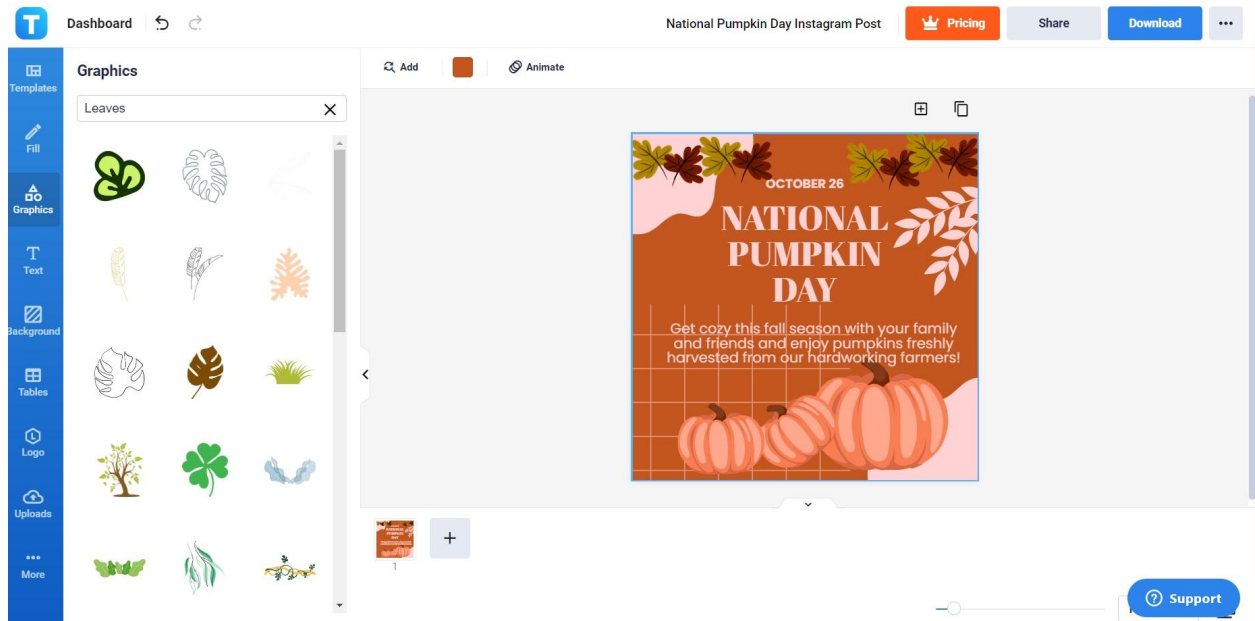 T Dashboard National Pumpkin Day Instagram Post Pricing Share Download
Templates
Fill
Graphics
Text
Background
Tables
Logo
Uploads
More
Graphics
Leaves
Add Animate
OCTOBER 26
NATIONAL
PUMPKIN
DAY
Get cozy this fall season with your family
and friends and enjoy pumpkins freshly
harvested from our hardworking farmers!
1
Support